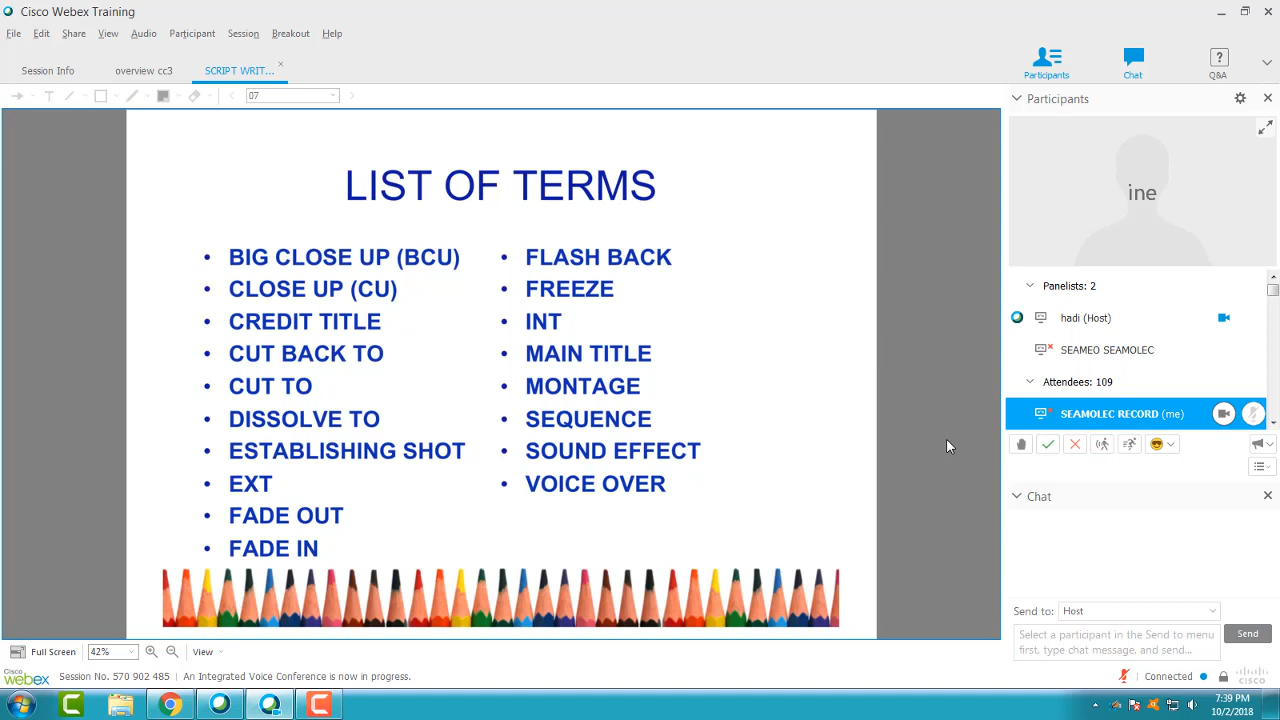 Cisco Webex Training
File Edit Share View Audio Participant Session Breakout Help
Session Info overview cc3 SCRIPT WRIT...
Participants Chat Q&A
07
LIST OF TERMS
• BIG CLOSE UP (BCU)
• CLOSE UP (CU)
• CREDIT TITLE
• CUT BACK TO
• CUT TO
• DISSOLVE TO
• ESTABLISHING SHOT
• EXT
• FADE OUT
• FADE IN
• FLASH BACK
• FREEZE
• INT
• MAIN TITLE
• MONTAGE
• SEQUENCE
• SOUND EFFECT
• VOICE OVER
Participants
ine
Panelists: 2
hadi (Host)
SEAMEO SEAMOLEC
Attendees: 109
SEAMOLEC RECORD (me)
Chat
Send to: Host
Select a participant in the Send to menu
first, type chat message, and send...
Send
Full Screen 42% View
Cisco
webex
Session No. 570 902 485 An Integrated Voice Conference is now in progress.
Connected
cisco
7:39 PM
10/2/2018